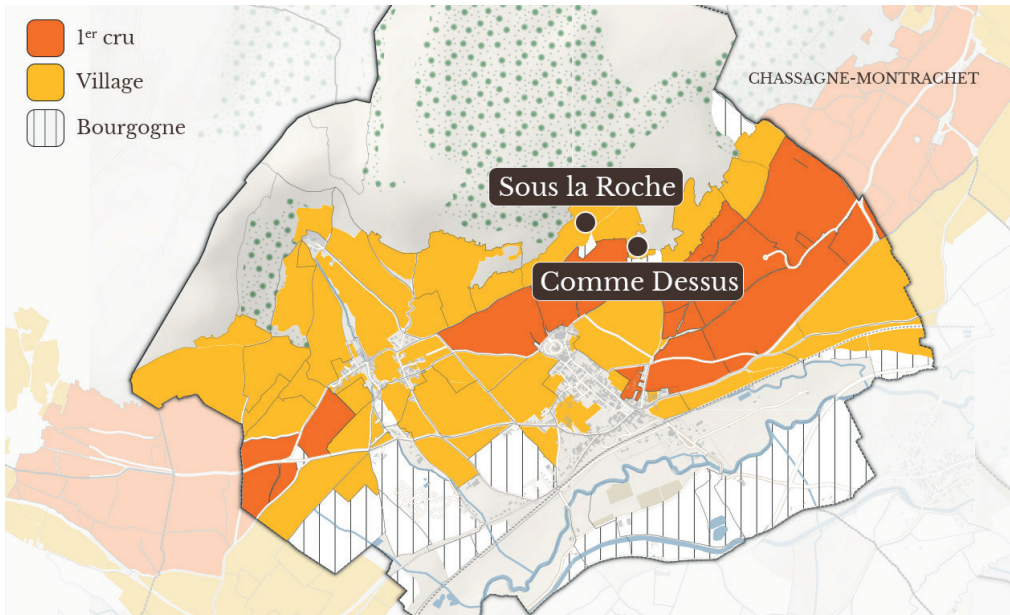 1er cru
Village
Bourgogne
CHASSAGNE-MONTRACHET
Sous la Roche
Comme Dessus